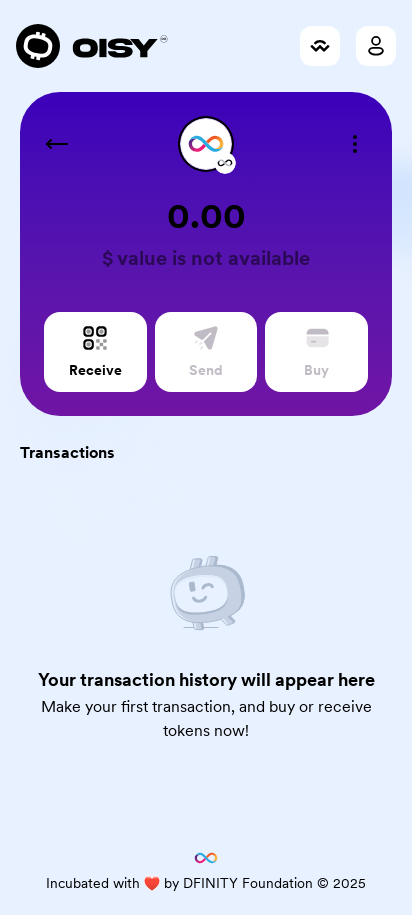 OISY
0.00
$ value is not available
Receive
Send
Buy
Transactions
Your transaction history will appear here
Make your first transaction, and buy or receive
tokens now!
Incubated with ❤️ by DFINITY Foundation © 2025